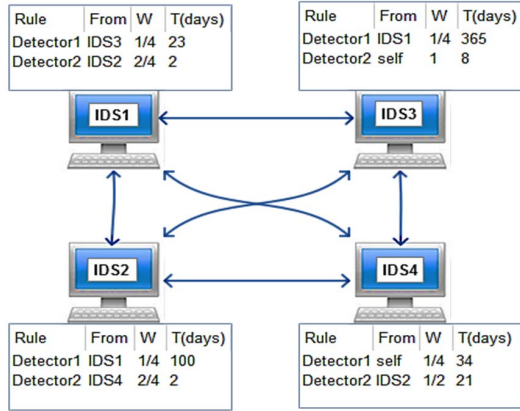 Rule From W T(days)
Detector1 IDS3 1/4 23
Detector2 IDS2 2/4 2
Rule From W T(days)
Detector1 IDS1 1/4 365
Detector2 self 1 8
IDS1
IDS3
IDS2
IDS4
Rule From W T(days)
Detector1 IDS1 1/4 100
Detector2 IDS4 2/4 2
Rule From W T(days)
Detector1 self 1/4 34
Detector2 IDS2 1/2 21